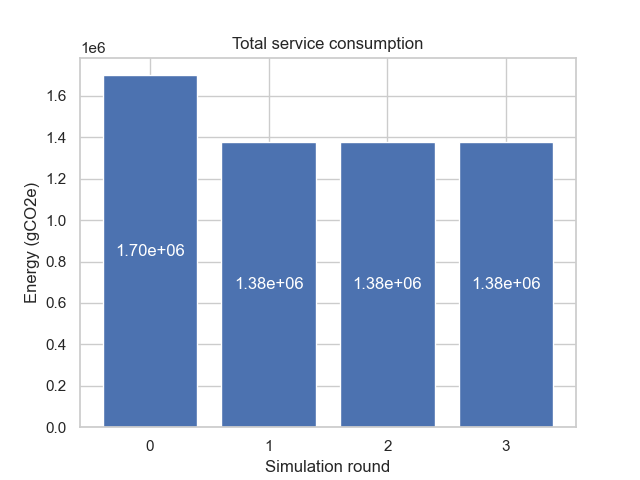 Total service consumption
1e6
1.6
1.4
1.2
1.0
0.8
0.6
0.4
0.2
0.0
Energy (gCO2e)
1.70e+06
1.38e+06
1.38e+06
1.38e+06
0
1
2
3
Simulation round